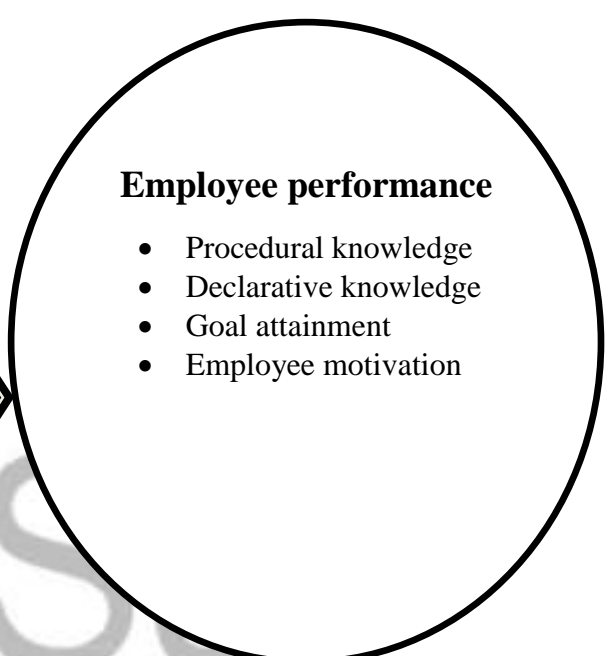 Employee performance
• Procedural knowledge
• Declarative knowledge
• Goal attainment
• Employee motivation